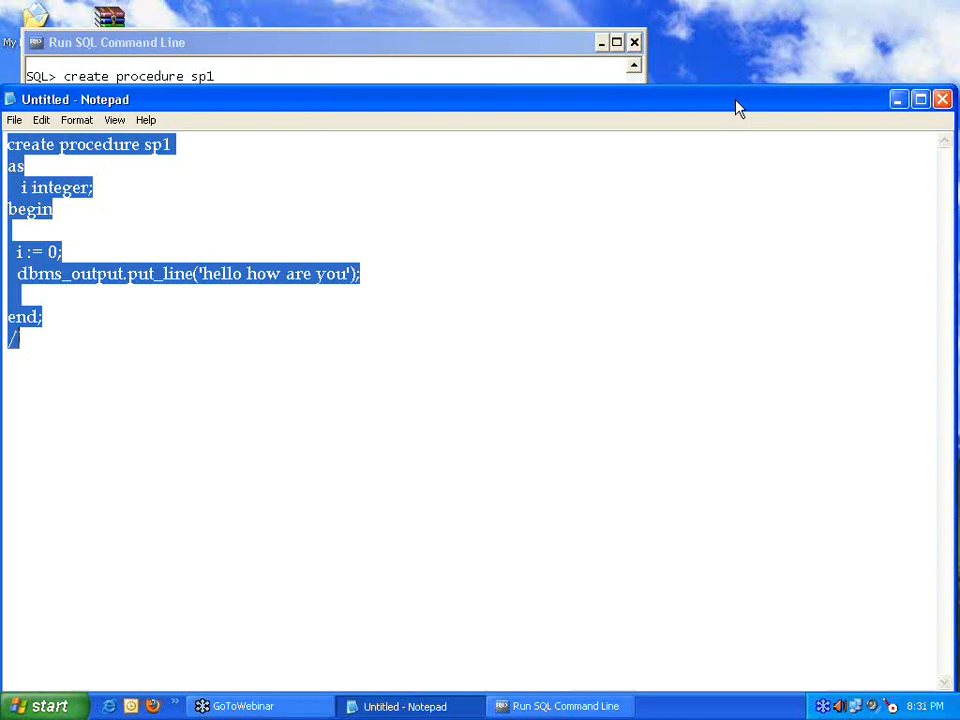 My
Run SQL Command Line
SQL> create procedure sp1
Untitled - Notepad
File Edit Format View Help
create procedure sp1
as
i integer;
begin
i := 0;
dbms_output.put_line('hello how are you');
end;
/
start
GoToWebinar
Untitled - Notepad
Run SQL Command Line
8:31 PM